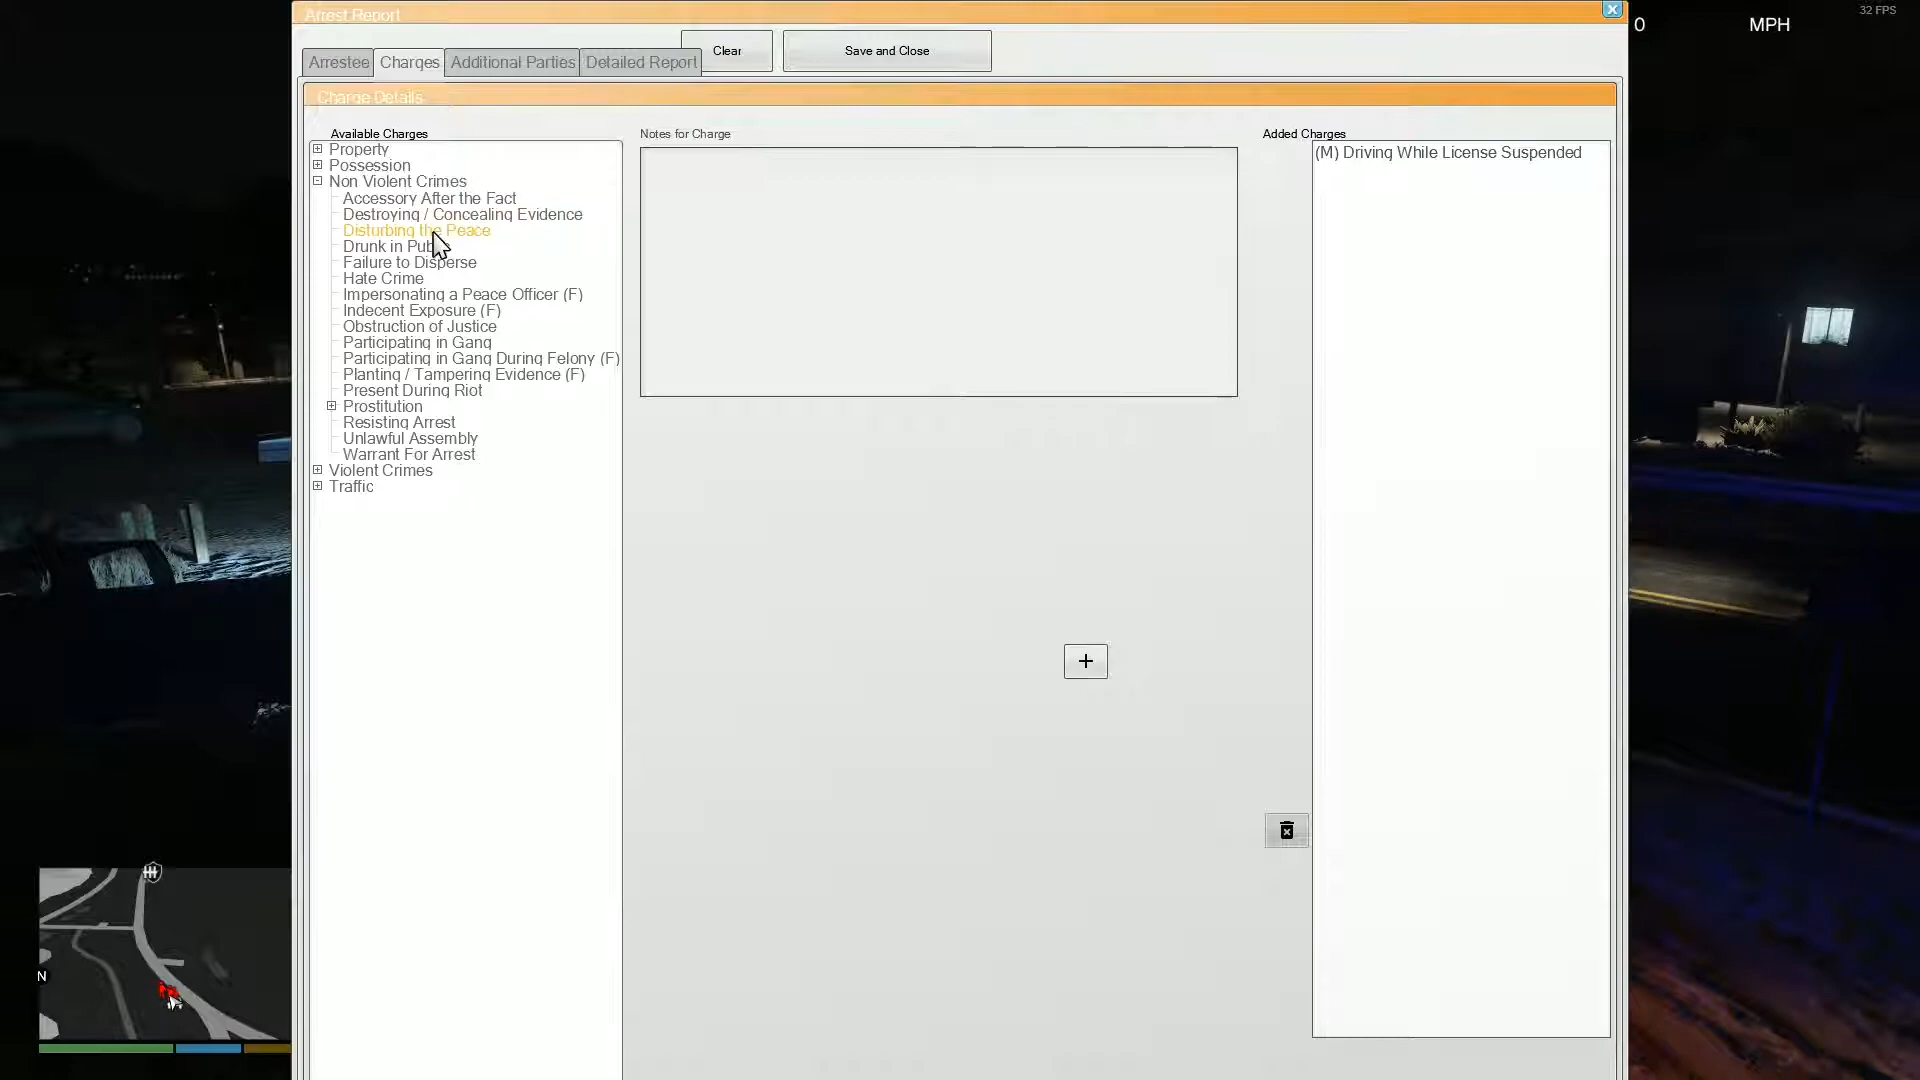 Arrest Report
0 MPH
32 FPS
Arrestee
Charges
Additional Parties
Detailed Report
Clear
Save and Close
Charge Details
Available Charges
Notes for Charge
Added Charges
Property
Possession
Non Violent Crimes
Accessory After the Fact
Destroying / Concealing Evidence
Disturbing the Peace
Drunk in
Failure to Disperse
Hate Crime
Impersonating a Peace Officer (F)
Indecent Exposure (F)
Obstruction of Justice
Participating in Gang
Participating in Gang During Felony (F)
Planting / Tampering Evidence (F)
Present During Riot
Prostitution
Resisting Arrest
Unlawful Assembly
Warrant For Arrest
Violent Crimes
Traffic
(M) Driving While License Suspended
+
N